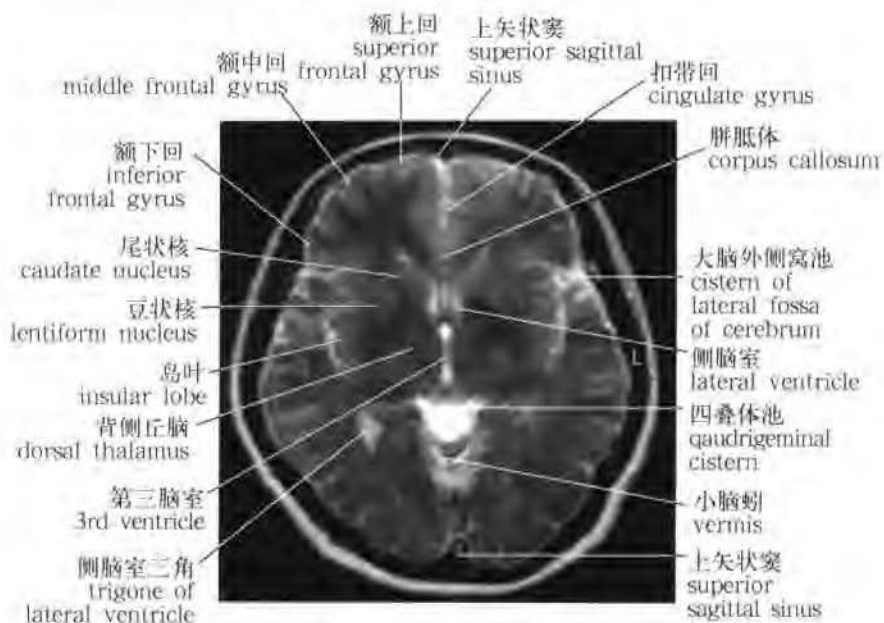 额上回
superior
frontal gyrus
上矢状窦
superior sagittal
sinus
额中回
middle frontal gyrus
扣带回
cingulate gyrus
额下回
inferior
frontal gyrus
胼胝体
corpus callosum
尾状核
caudate nucleus
大脑外侧窝池
cistern of
lateral fossa
of cerebrum
豆状核
lentiform nucleus
L
岛叶
insular lobe
侧脑室
lateral ventricle
背侧丘脑
dorsal thalamus
四叠体池
qaudrigeminal
cistern
第三脑室
3rd ventricle
小脑蚓
vermis
侧脑室三角
trigone of
lateral ventricle
上矢状窦
superior
sagittal sinus